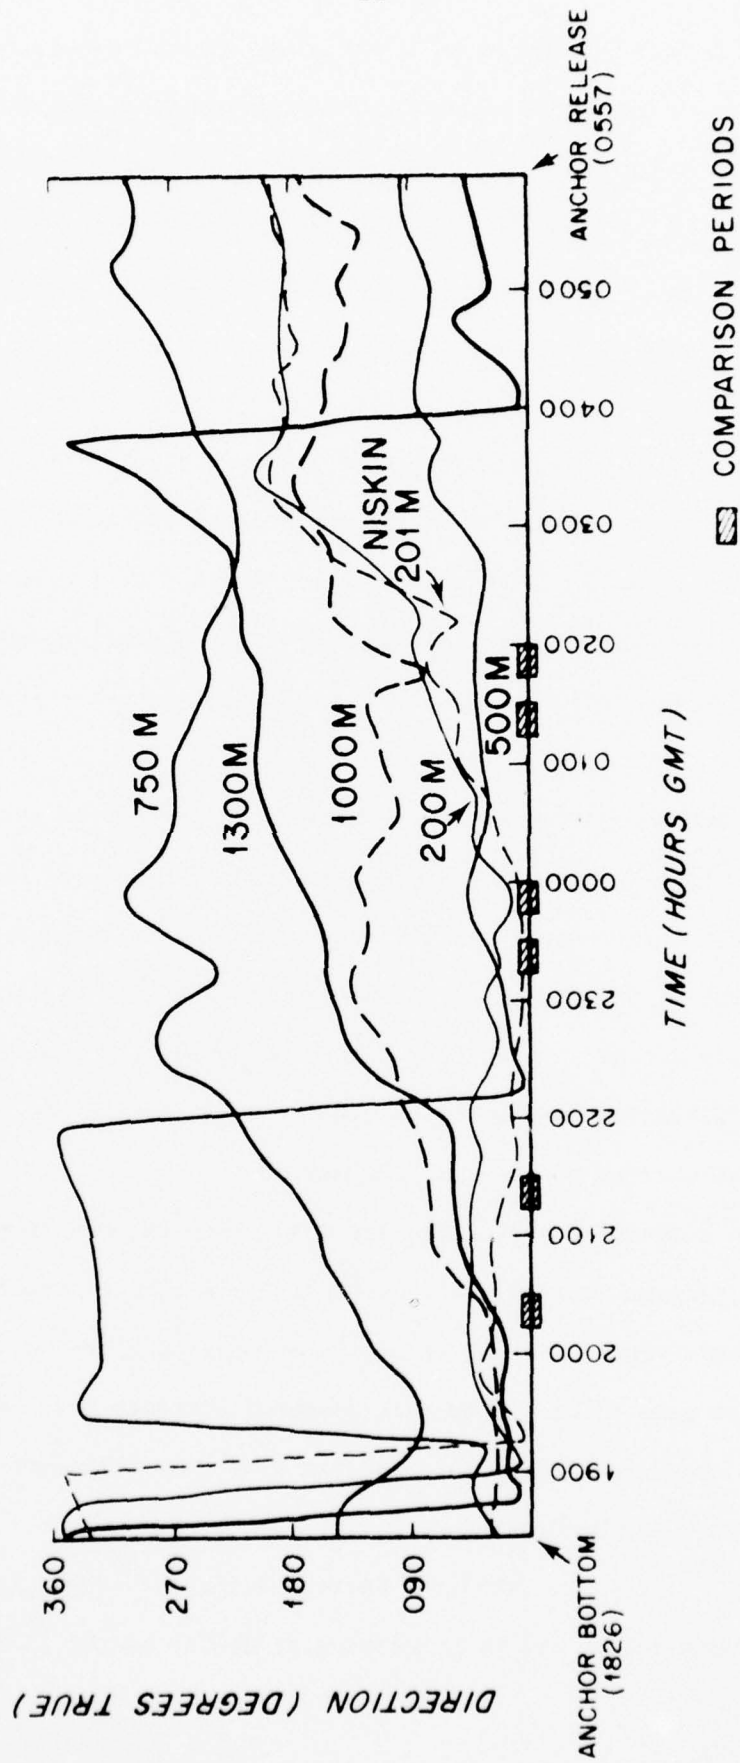 DIRECTION (DEGREES TRUE)
360
270
180
090
750 M
1300M
1000M
200M
500M
NISKIN
201 M
1900
2000
2100
2200
2300
0000
0100
0200
0300
0400
0500
ANCHOR BOTTOM
(1826)
ANCHOR RELEASE
(0557)
TIME (HOURS GMT)
COMPARISON PERIODS